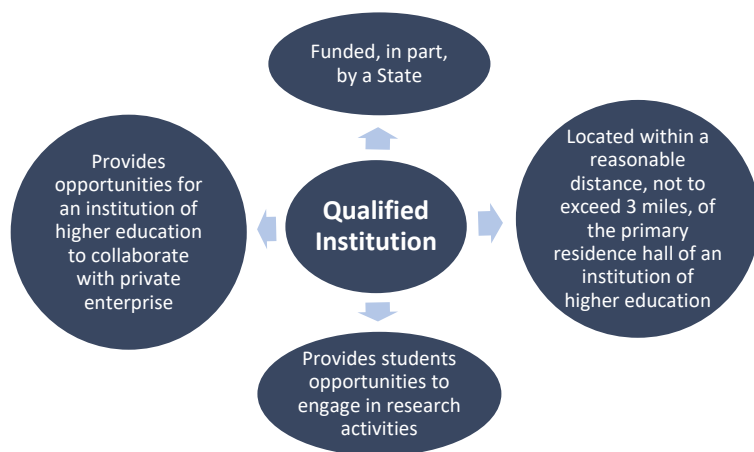 Funded, in part,
by a State
Provides
opportunities for
an institution of
higher education
to collaborate
with private
enterprise
Qualified
Institution
Located within a
reasonable
distance, not to
exceed 3 miles, of
the primary
residence hall of an
institution of
higher education
Provides students
opportunities to
engage in research
activities